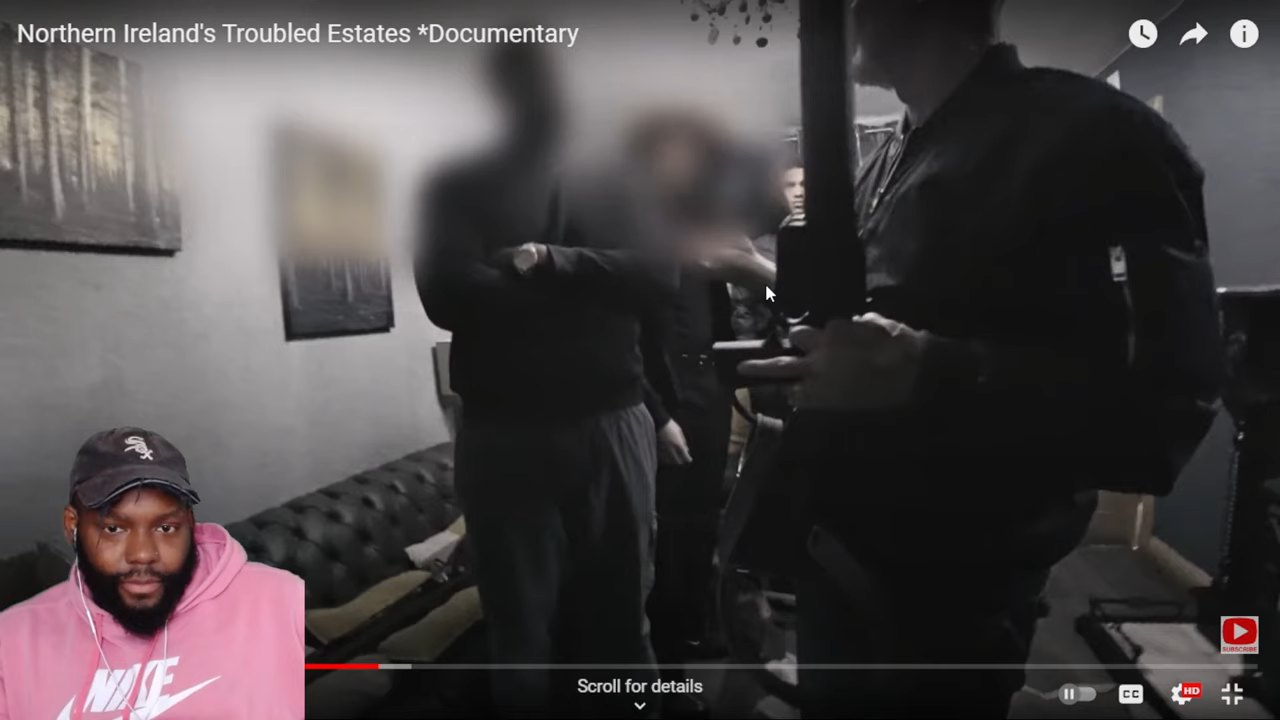 Northern Ireland's Troubled Estates *Documentary
Sox
NIKE
SUBSCRIBE
Scroll for details
CC
HD